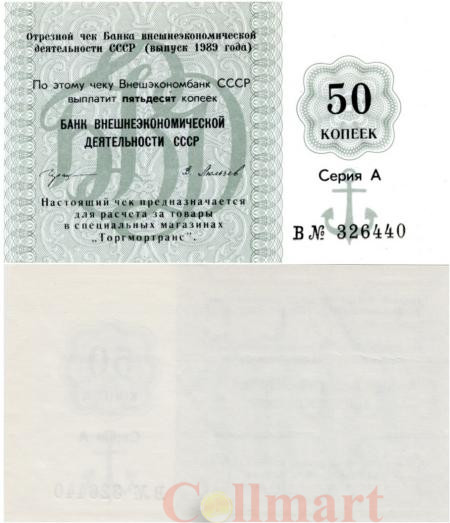 Отрезной чек Банка внешнеэкономической
деятельности СССР (выпуск 1989 года)
По этому чеку Внешэкономбанк СССР
выплатит пятьдесят копеек
БАНК ВНЕШНЕЭКОНОМИЧЕСКОЙ
ДЕЯТЕЛЬНОСТИ СССР
Настоящий чек предназначается
для расчета за товары
в специальных магазинах
„Торгмортранс".
50
КОПЕЕК
Серия А
В № 326440
Collmart